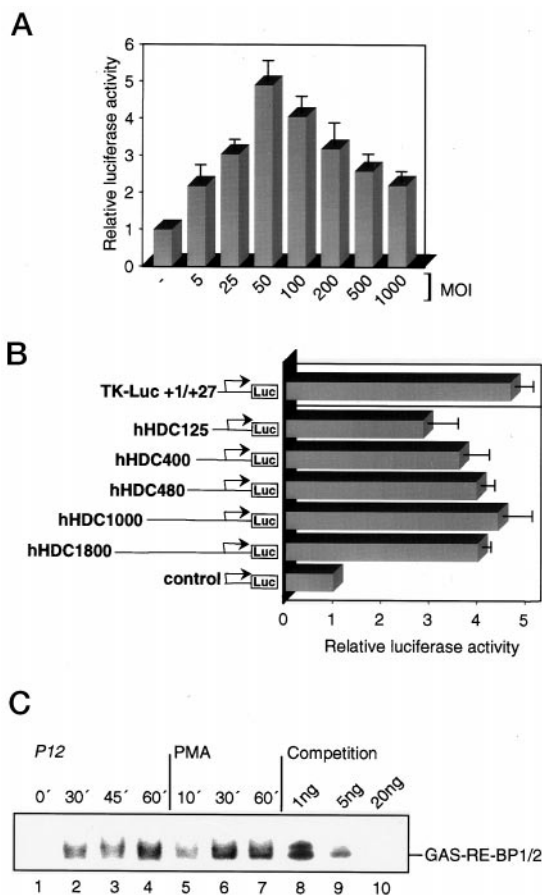 A
Relative luciferase activity
6
5
4
3
2
1
0
- 5 25 50 100 200 500 1000 ] MOI
B
TK-Luc +1/+27 Luc
hHDC125 Luc
hHDC400 Luc
hHDC480 Luc
hHDC1000 Luc
hHDC1800 Luc
control Luc
0 1 2 3 4 5
Relative luciferase activity
C
P12 PMA Competition
0´ 30´ 45´ 60´ 10´ 30´ 60´ 1ng 5ng 20ng
GAS-RE-BP1/2
1 2 3 4 5 6 7 8 9 10